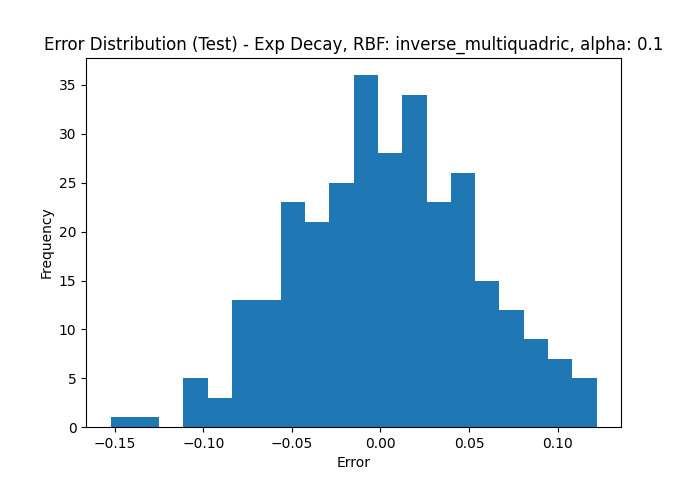 Error Distribution (Test) - Exp Decay, RBF: inverse_multiquadric, alpha: 0.1
35
30
25
20
15
10
5
0
Frequency
−0.15 −0.10 −0.05 0.00 0.05 0.10
Error